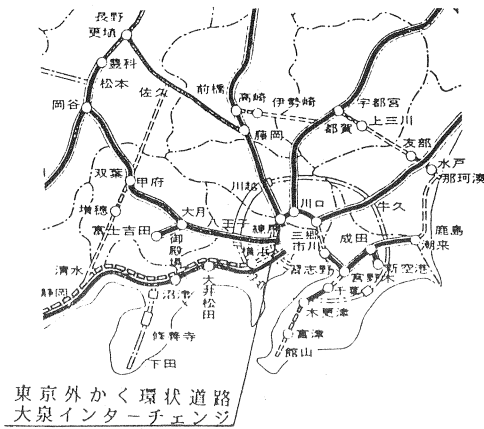 長野
更埴
豊科
松本
岡谷
佐久
前橋
高崎
伊勢崎
藤岡
宇都宮
都賀
上三川
友部
水戸
那珂湊
双葉
甲府
増穂
富士吉田
大月
八王子
川越
練馬
川口
三郷
市川
牛久
成田
鹿島
潮来
新空港
宮野木
習志野
千葉
木更津
富津
館山
横浜
御殿場
大井松田
清水
静岡
沼津
修善寺
下田
東京外かく環状道路
大泉インターチェンジ